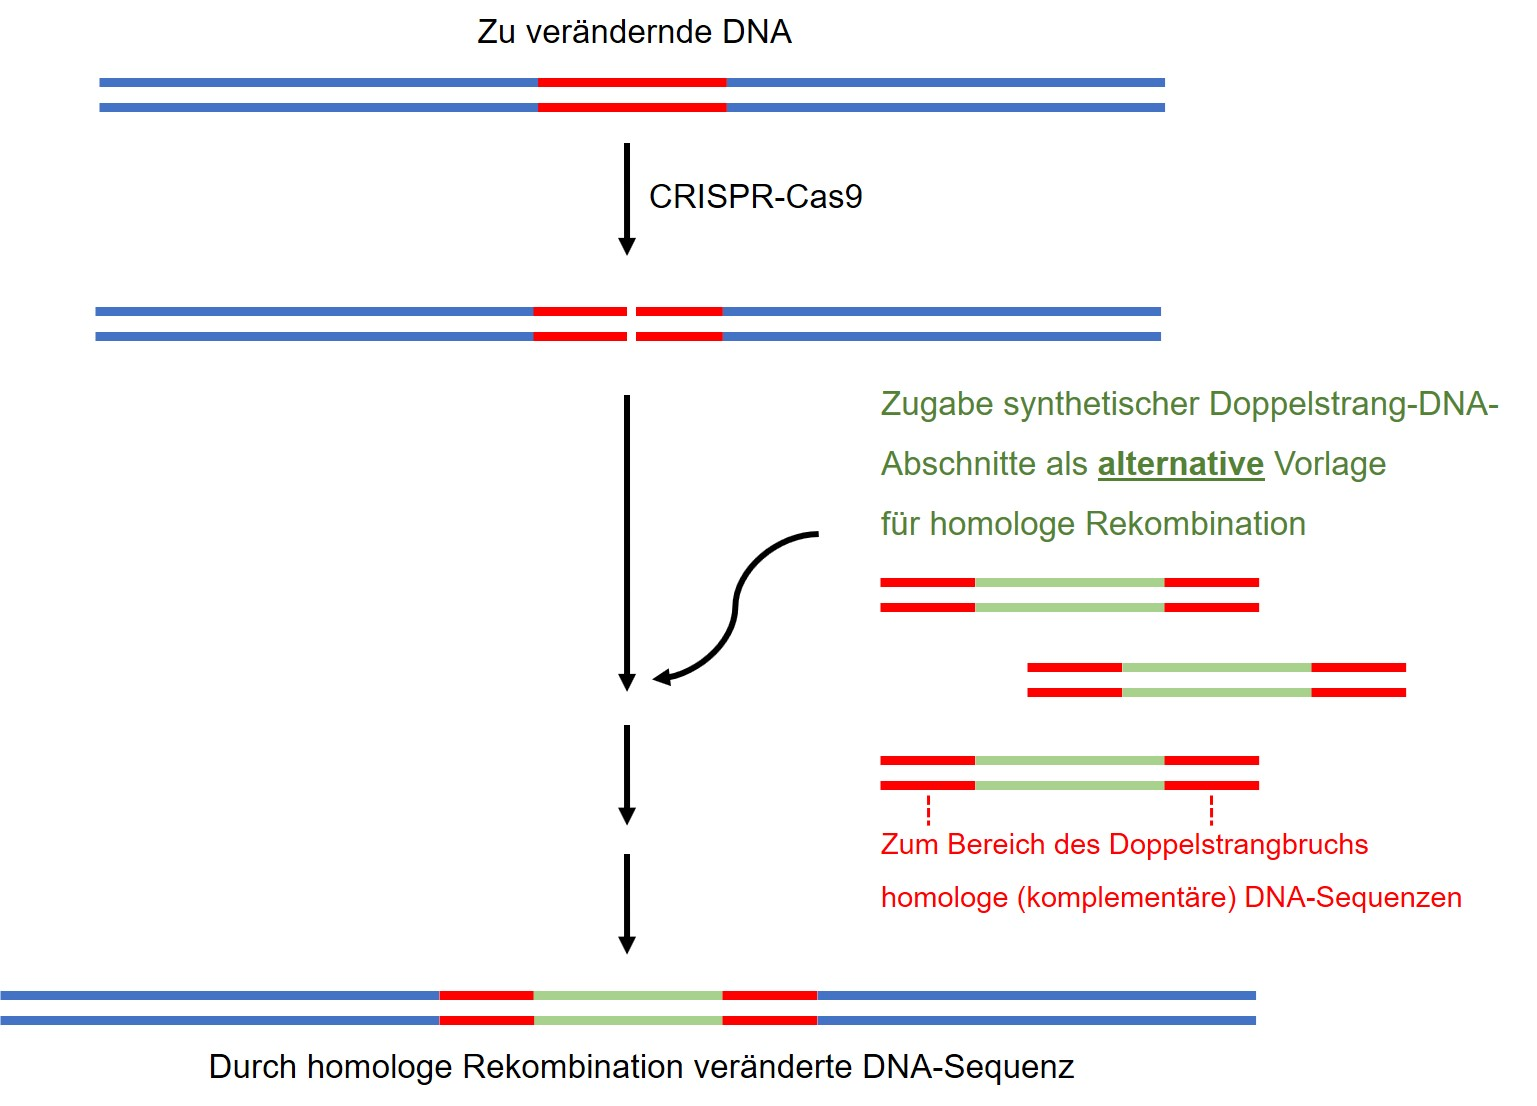 Zu verändernde DNA
CRISPR-Cas9
Zugabe synthetischer Doppelstrang-DNA-
Abschnitte als alternative Vorlage
für homologe Rekombination
Zum Bereich des Doppelstrangbruchs
homologe (komplementäre) DNA-Sequenzen
Durch homologe Rekombination veränderte DNA-Sequenz